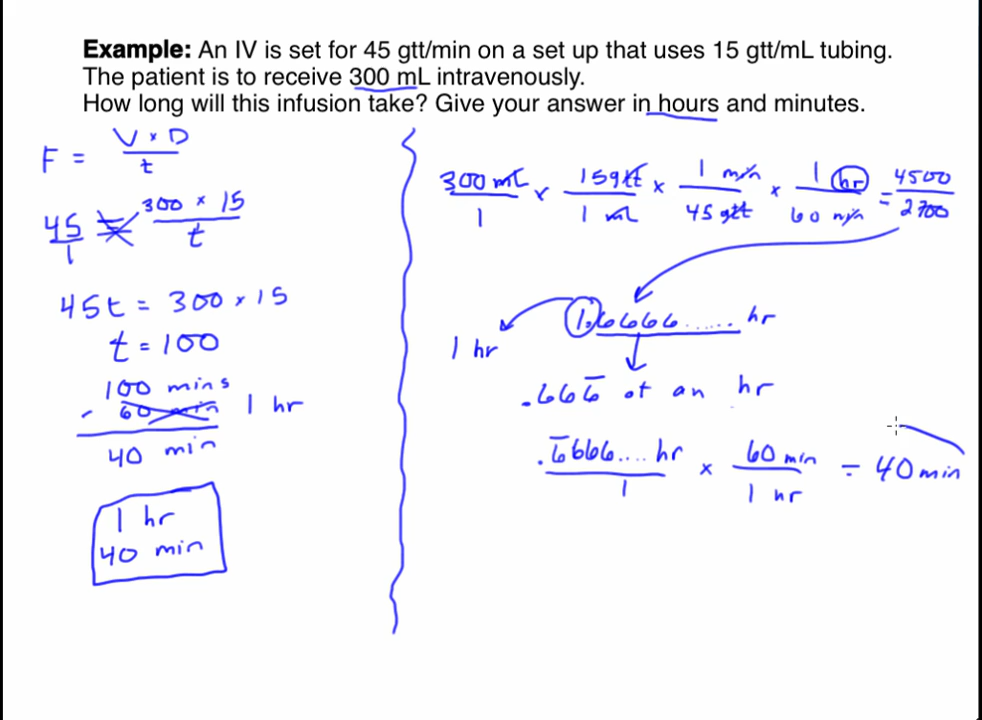 Example: An IV is set for 45 gtt/min on a set up that uses 15 gtt/mL tubing.
The patient is to receive 300 mL intravenously.
How long will this infusion take? Give your answer in hours and minutes.
F = V × D / t
45/1 = 300 × 15 / t
45t = 300 × 15
t = 100
100 mins
- 60 min 1 hr
40 min
1 hr
40 min
300 mL / 1 × 15 gtt / 1 mL × 1 min / 45 gtt × 1 hr / 60 min = 4500 / 2700
1.6666...... hr
1 hr
.666̅ of an hr
.6666.... hr / 1 × 60 min / 1 hr = 40 min